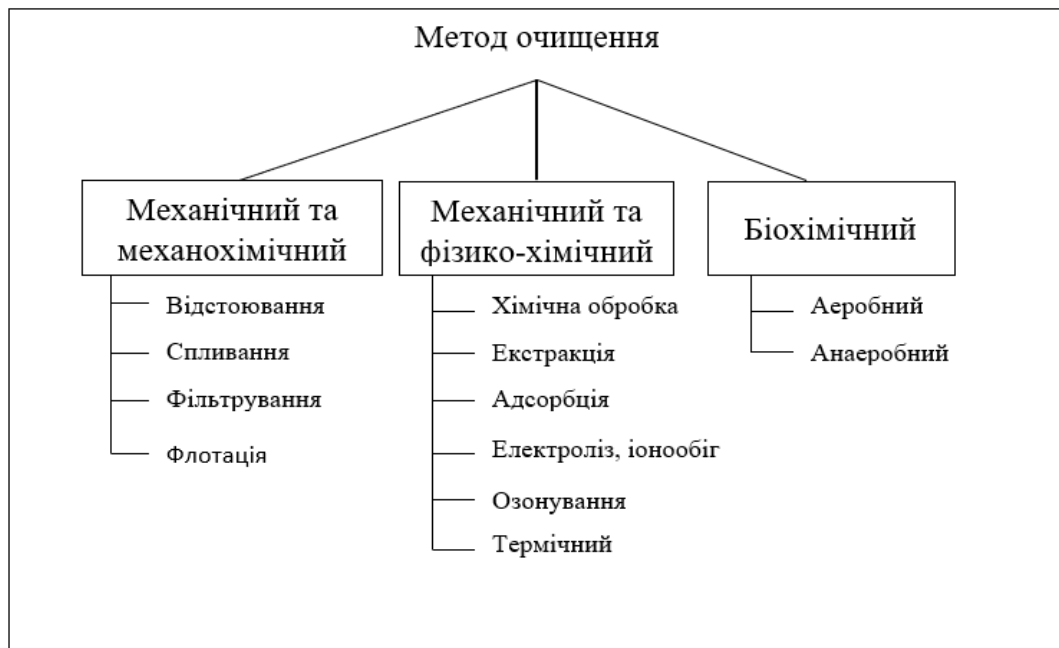 Метод очищення
Механічний та
механохімічний
Відстоювання
Спливання
Фільтрування
Флотація
Механічний та
фізико-хімічний
Хімічна обробка
Екстракція
Адсорбція
Електроліз, іонообіг
Озонування
Термічний
Біохімічний
Аеробний
Анаеробний